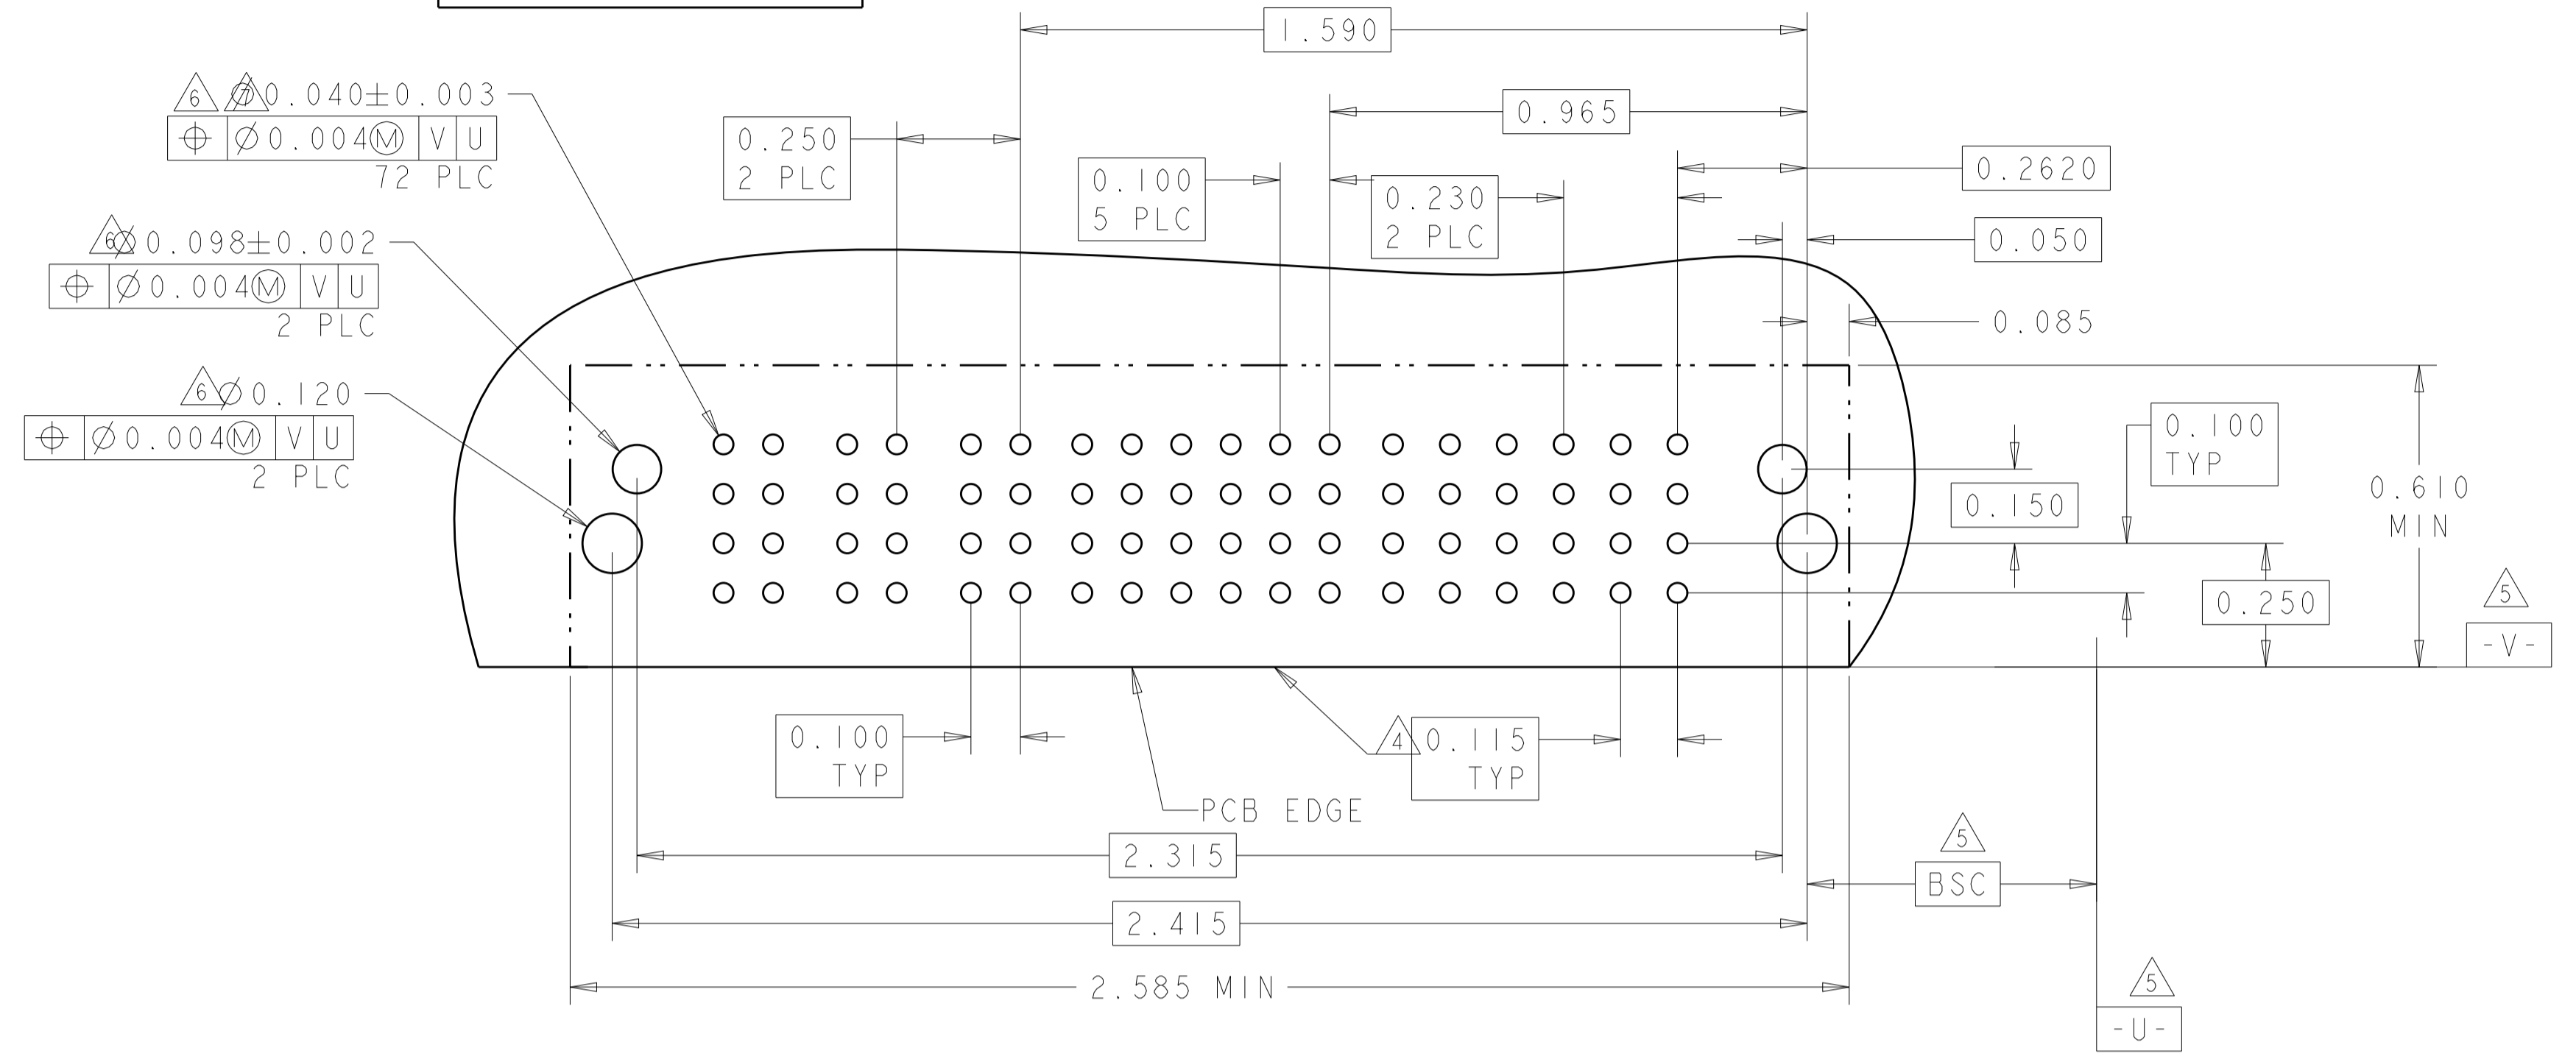 1.590
6 7 Ø0.040±0.003
⌖ Ø0.004Ⓜ V U
72 PLC
0.250
2 PLC
0.965
0.100
5 PLC
0.230
2 PLC
0.2620
0.050
6 Ø0.098±0.002
⌖ Ø0.004Ⓜ V U
2 PLC
0.085
6 Ø0.120
⌖ Ø0.004Ⓜ V U
2 PLC
0.100
TYP
0.150
0.610
MIN
0.250
5
-V-
0.100
TYP
4
0.115
TYP
PCB EDGE
2.315
5
BSC
2.415
2.585 MIN
5
-U-